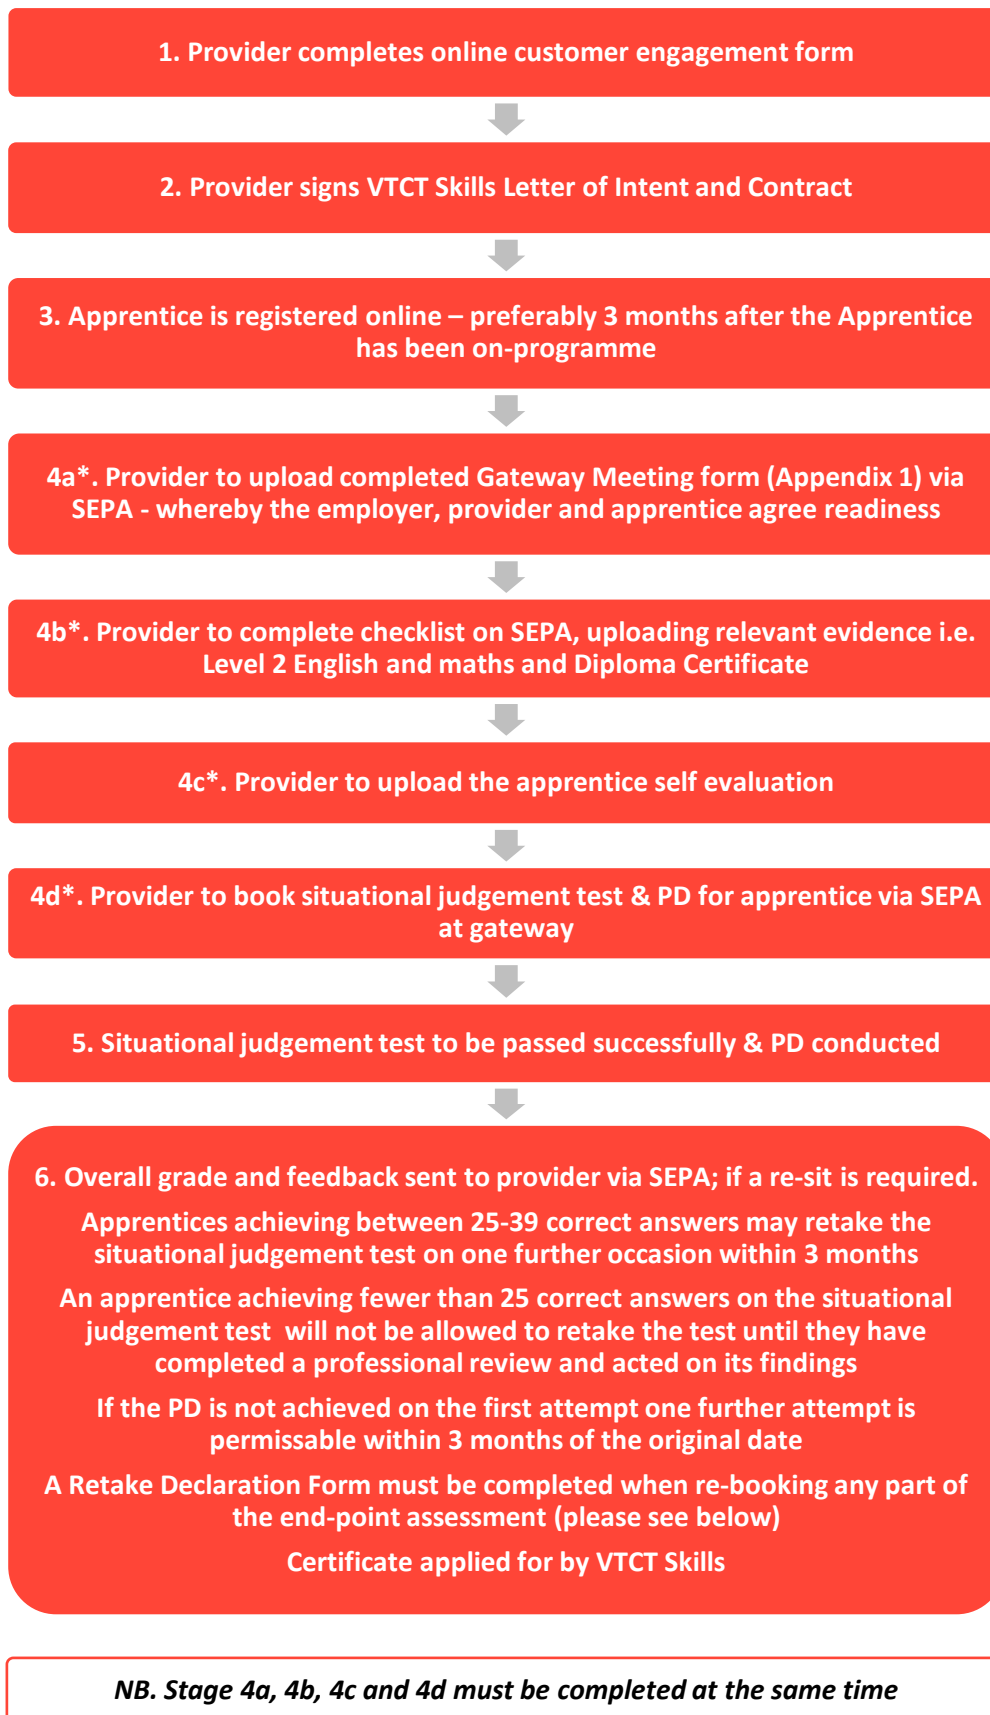 1. Provider completes online customer engagement form
2. Provider signs VTCT Skills Letter of Intent and Contract
3. Apprentice is registered online – preferably 3 months after the Apprentice
has been on-programme
4a*. Provider to upload completed Gateway Meeting form (Appendix 1) via
SEPA - whereby the employer, provider and apprentice agree readiness
4b*. Provider to complete checklist on SEPA, uploading relevant evidence i.e.
Level 2 English and maths and Diploma Certificate
4c*. Provider to upload the apprentice self evaluation
4d*. Provider to book situational judgement test & PD for apprentice via SEPA
at gateway
5. Situational judgement test to be passed successfully & PD conducted
6. Overall grade and feedback sent to provider via SEPA; if a re-sit is required.
Apprentices achieving between 25-39 correct answers may retake the
situational judgement test on one further occasion within 3 months
An apprentice achieving fewer than 25 correct answers on the situational
judgement test  will not be allowed to retake the test until they have
completed a professional review and acted on its findings
If the PD is not achieved on the first attempt one further attempt is
permissable within 3 months of the original date
A Retake Declaration Form must be completed when re-booking any part of
the end-point assessment (please see below)
Certificate applied for by VTCT Skills
NB. Stage 4a, 4b, 4c and 4d must be completed at the same time